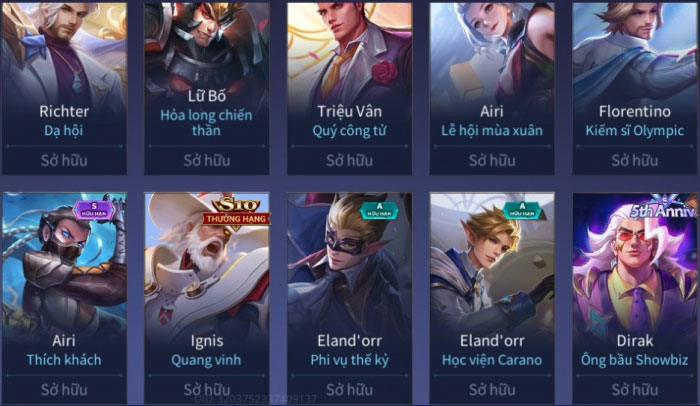 Richter
Dạ hội
Sở hữu
Lữ Bố
Hỏa long chiến
thần
Sở hữu
Triệu Vân
Quý công tử
Sở hữu
Airi
Lễ hội mùa xuân
Sở hữu
Florentino
Kiếm sĩ Olympic
Sở hữu
S
HỮU HẠN
Airi
Thích khách
Sở hữu
S10
THƯỞNG HẠNG
Ignis
Quang vinh
Sở hữu
A
HỮU HẠN
Eland'orr
Phi vụ thế kỷ
Sở hữu
A
HỮU HẠN
Eland'orr
Học viện Carano
Sở hữu
5th Anniv
Dirak
Ông bầu Showbiz
Sở hữu
UID: 3203752337409137